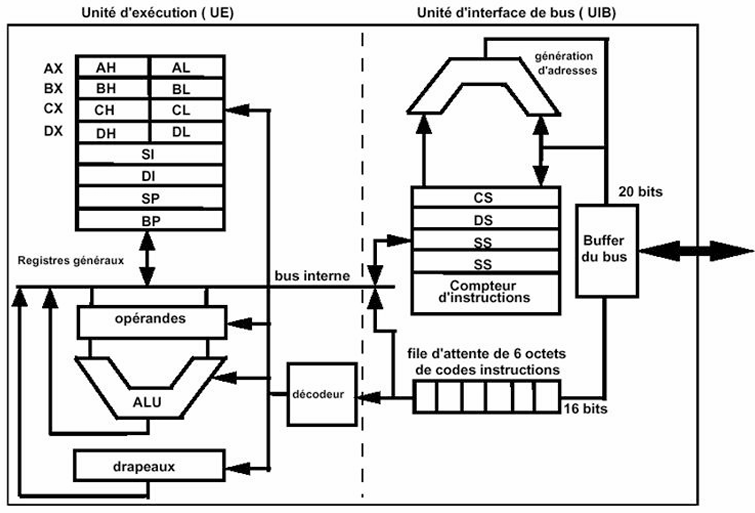 Unité d'exécution ( UE)
Unité d'interface de bus ( UIB)
AX AH AL
BX BH BL
CX CH CL
DX DH DL
SI
DI
SP
BP
Registres généraux
bus interne
opérandes
ALU
décodeur
drapeaux
génération
d'adresses
CS
DS
SS
SS
Compteur
d'instructions
20 bits
Buffer
du bus
file d'attente de 6 octets
de codes instructions
16 bits